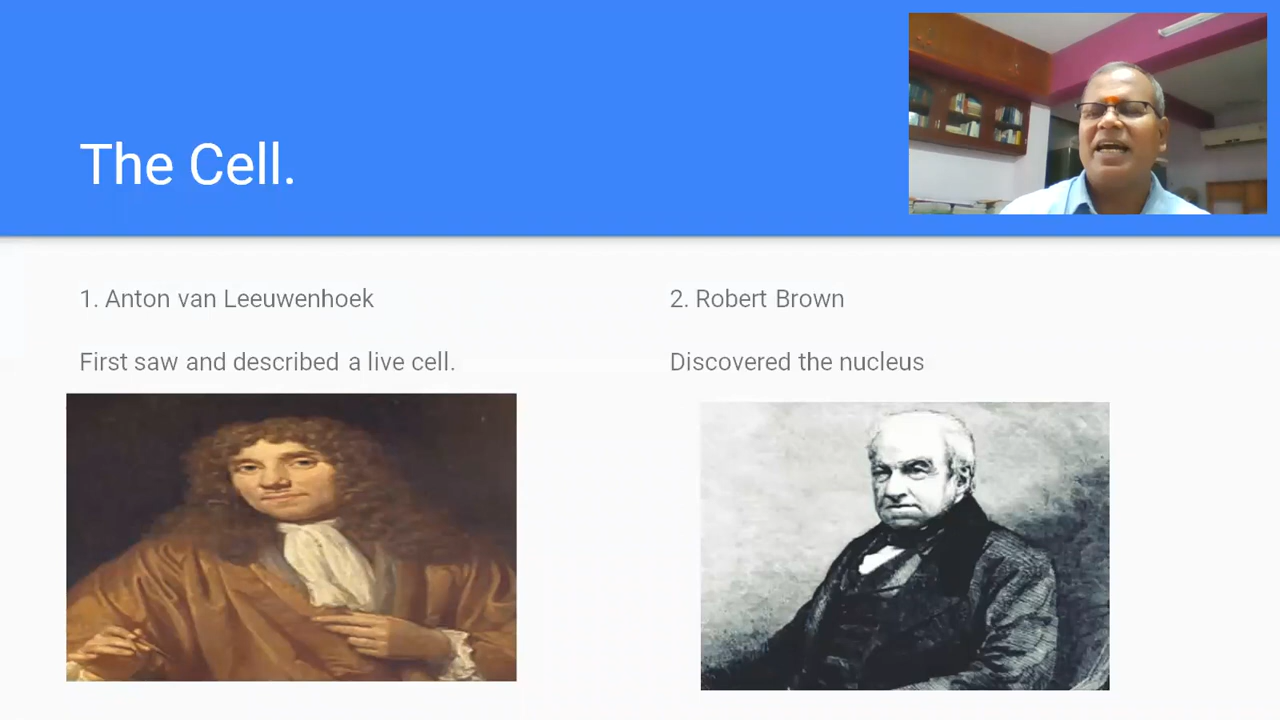 The Cell.
1. Anton van Leeuwenhoek
First saw and described a live cell.
2. Robert Brown
Discovered the nucleus